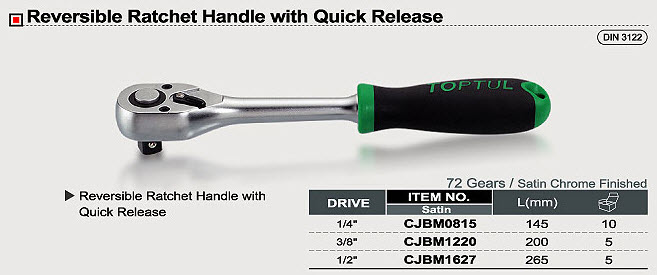 Reversible Ratchet Handle with Quick Release
DIN 3122
TOPTUL
▶ Reversible Ratchet Handle with
Quick Release
72 Gears / Satin Chrome Finished
DRIVE ITEM NO. L(mm)
Satin
1/4" CJBM0815 145 10
3/8" CJBM1220 200 5
1/2" CJBM1627 265 5